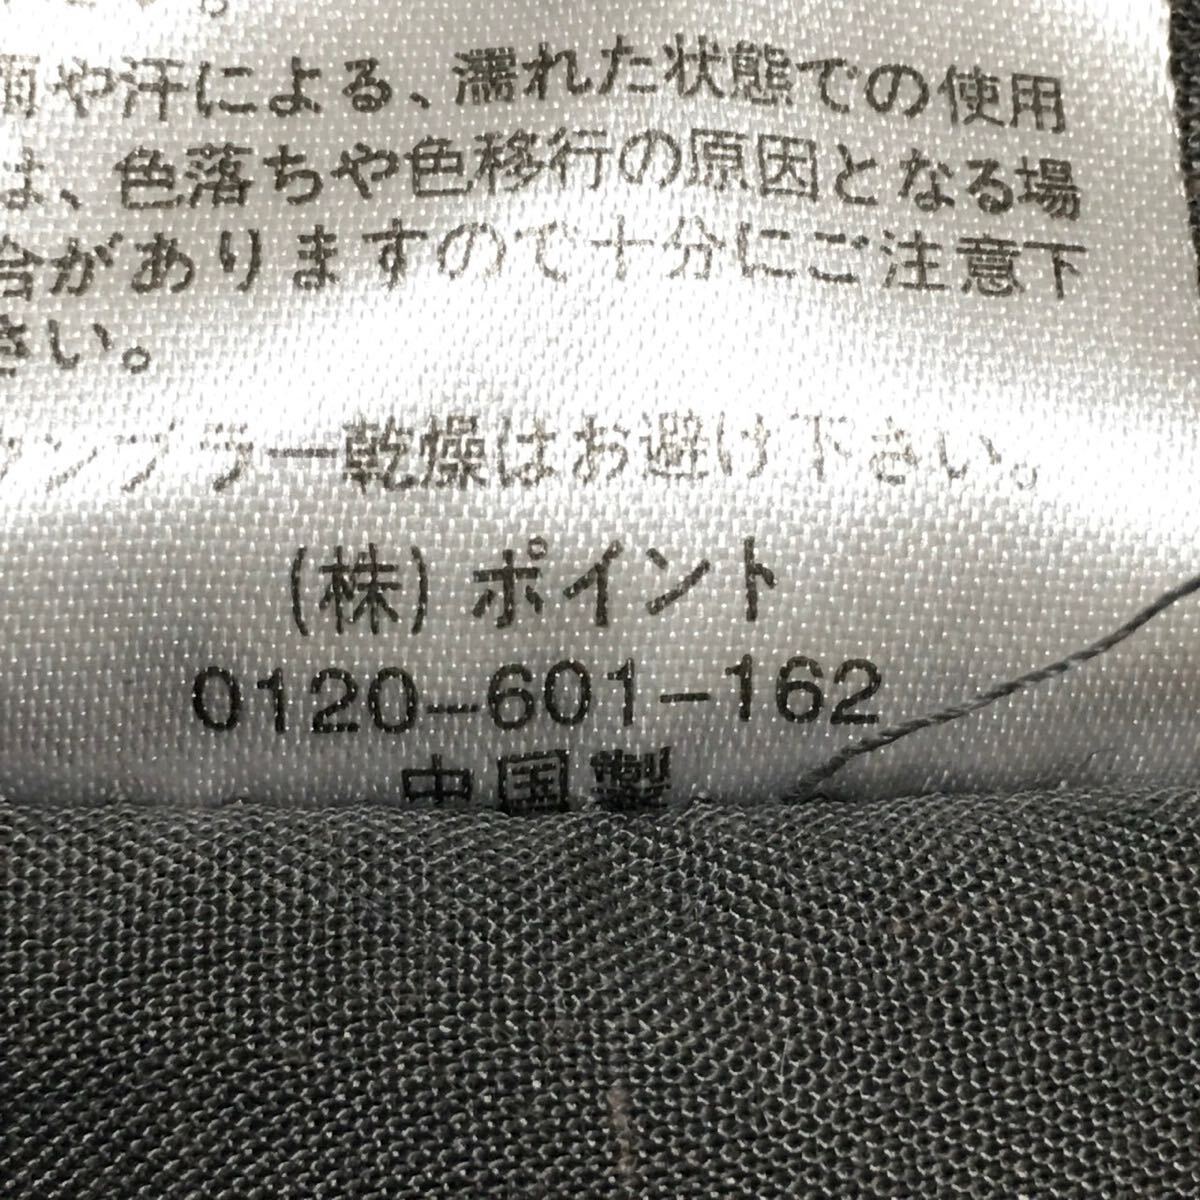 雨や汗による、濡れた状態での使用
は、色落ちや色移行の原因となる場
合がありますので十分にご注意下
さい。
タンブラー乾燥はお避け下さい。
(株)ポイント
0120-601-162
中国製